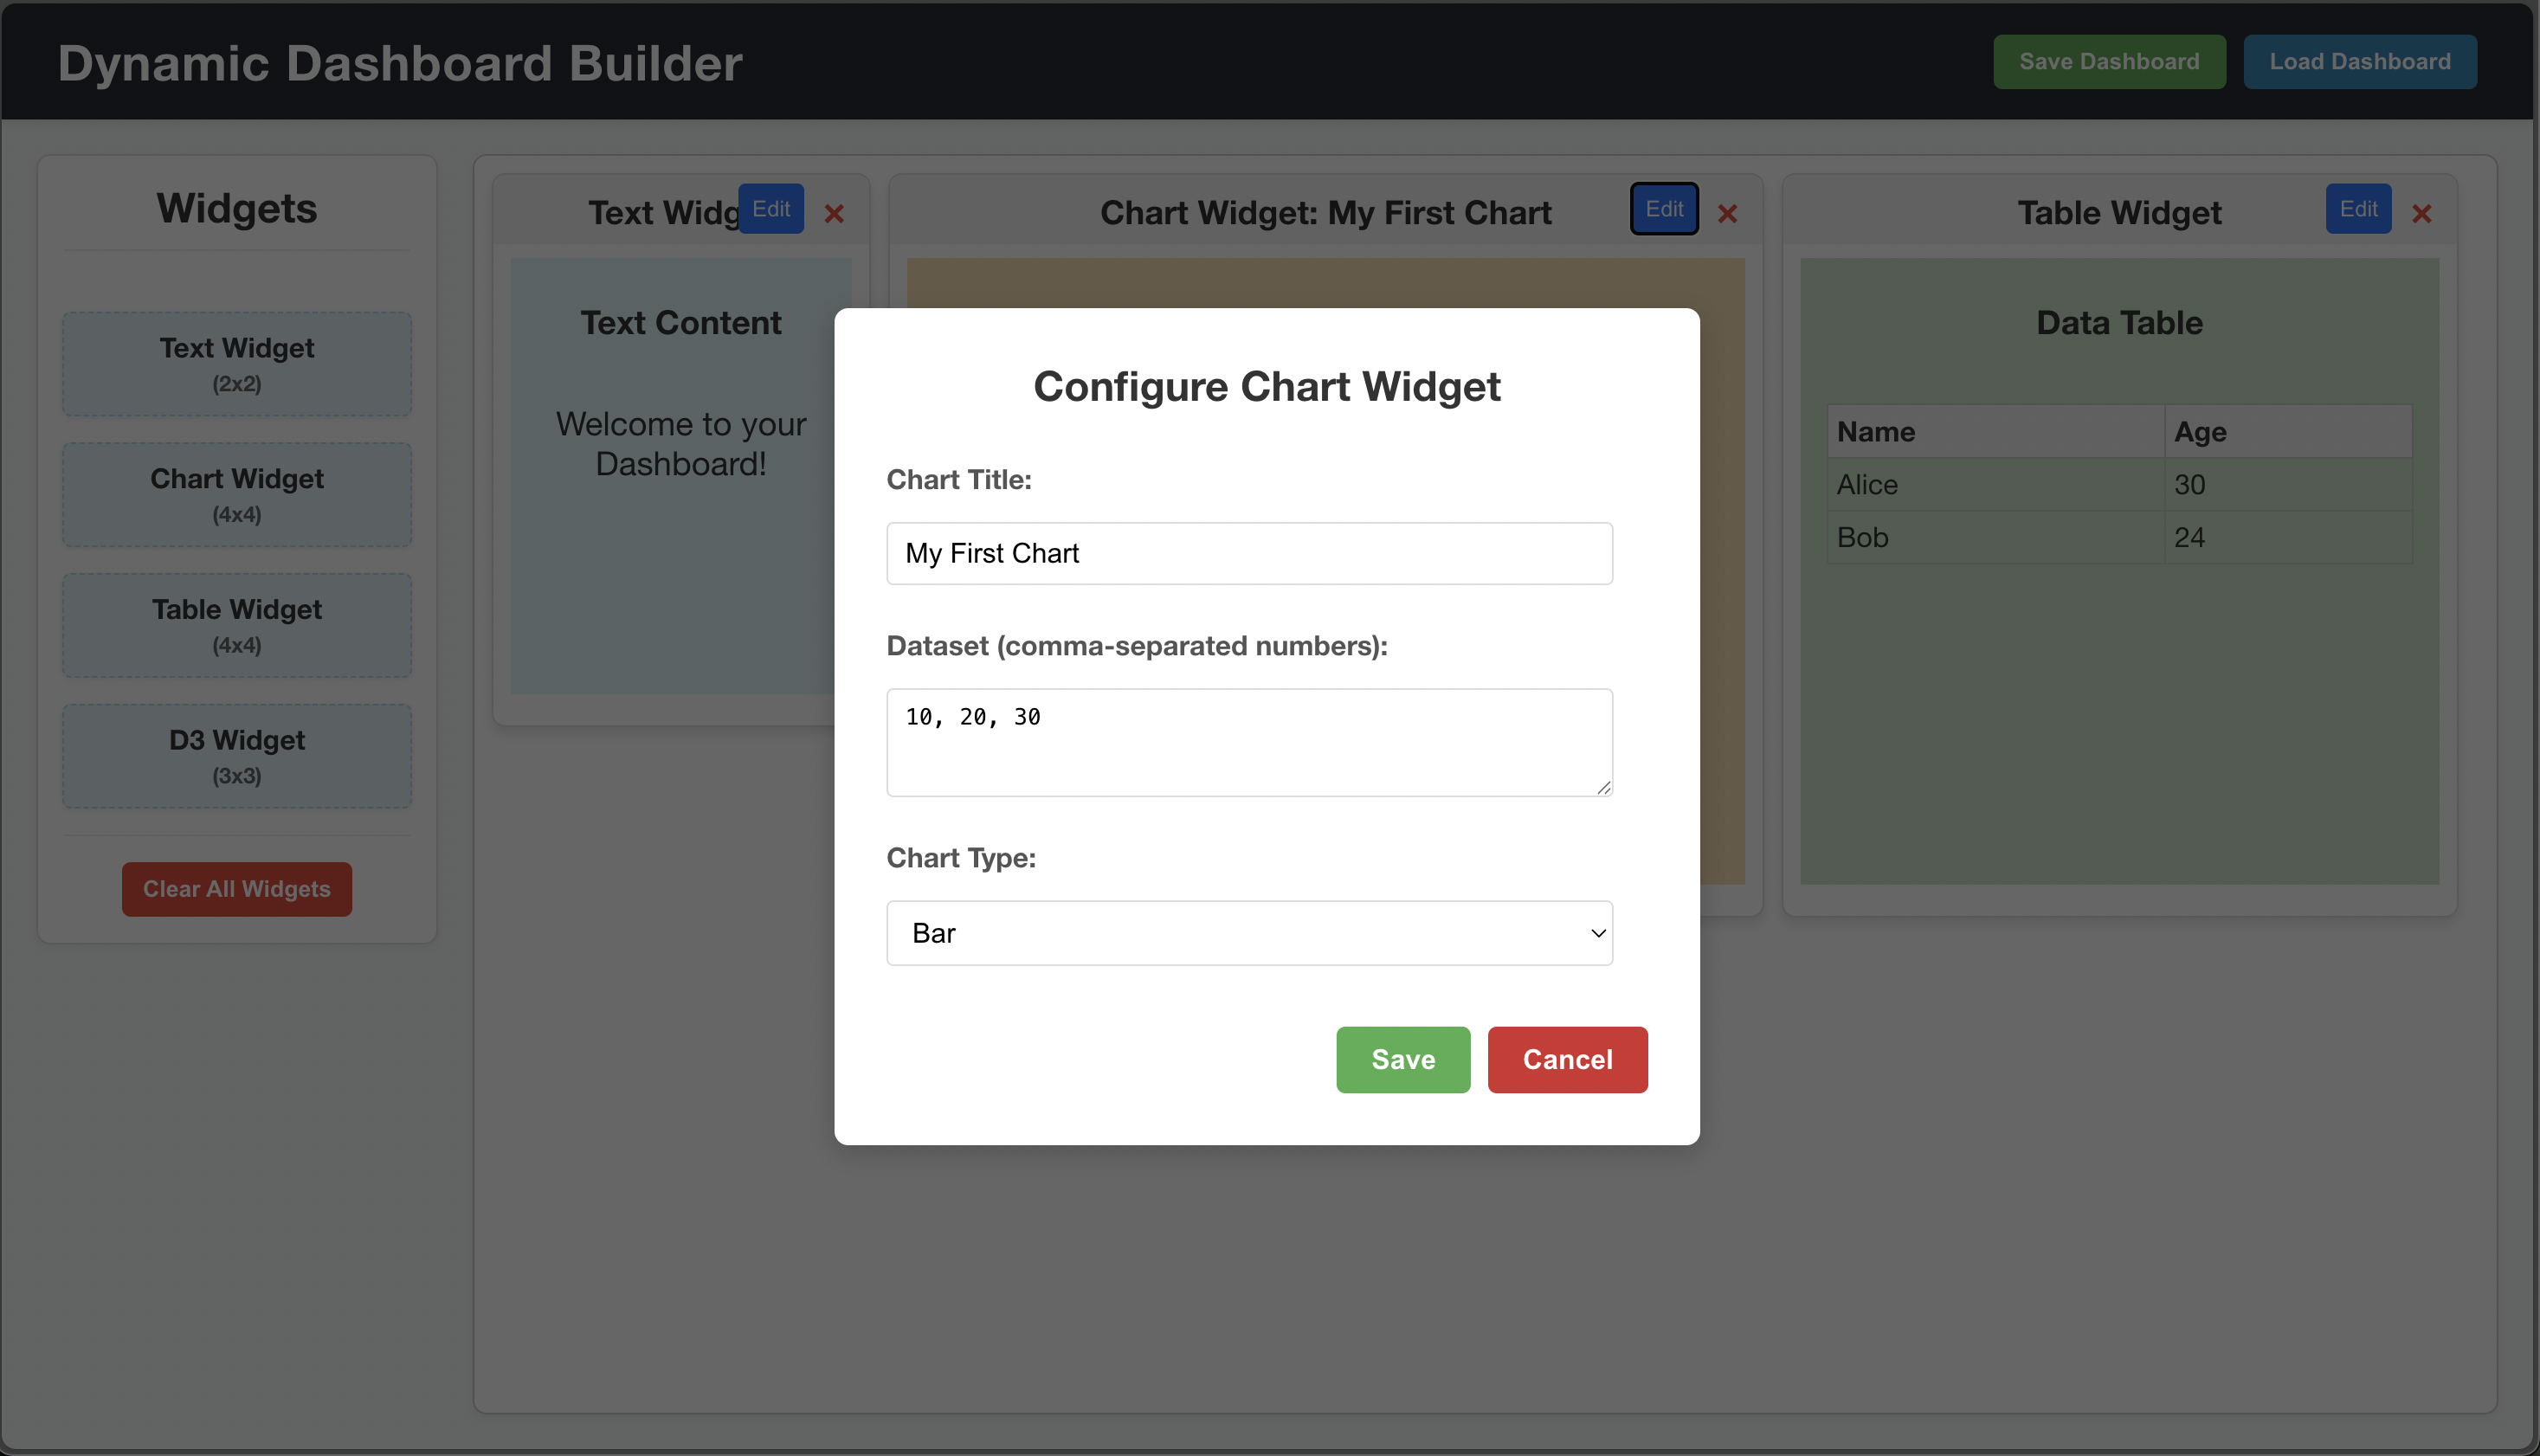 Dynamic Dashboard Builder
Save Dashboard
Load Dashboard
Widgets
Text Widget
(2x2)
Chart Widget
(4x4)
Table Widget
(4x4)
D3 Widget
(3x3)
Clear All Widgets
Text Widg
Edit
Text Content
Welcome to your
Dashboard!
Chart Widget: My First Chart
Edit
Table Widget
Edit
Data Table
Name Age
Alice 30
Bob 24
Configure Chart Widget
Chart Title:
My First Chart
Dataset (comma-separated numbers):
10, 20, 30
Chart Type:
Bar
Save
Cancel